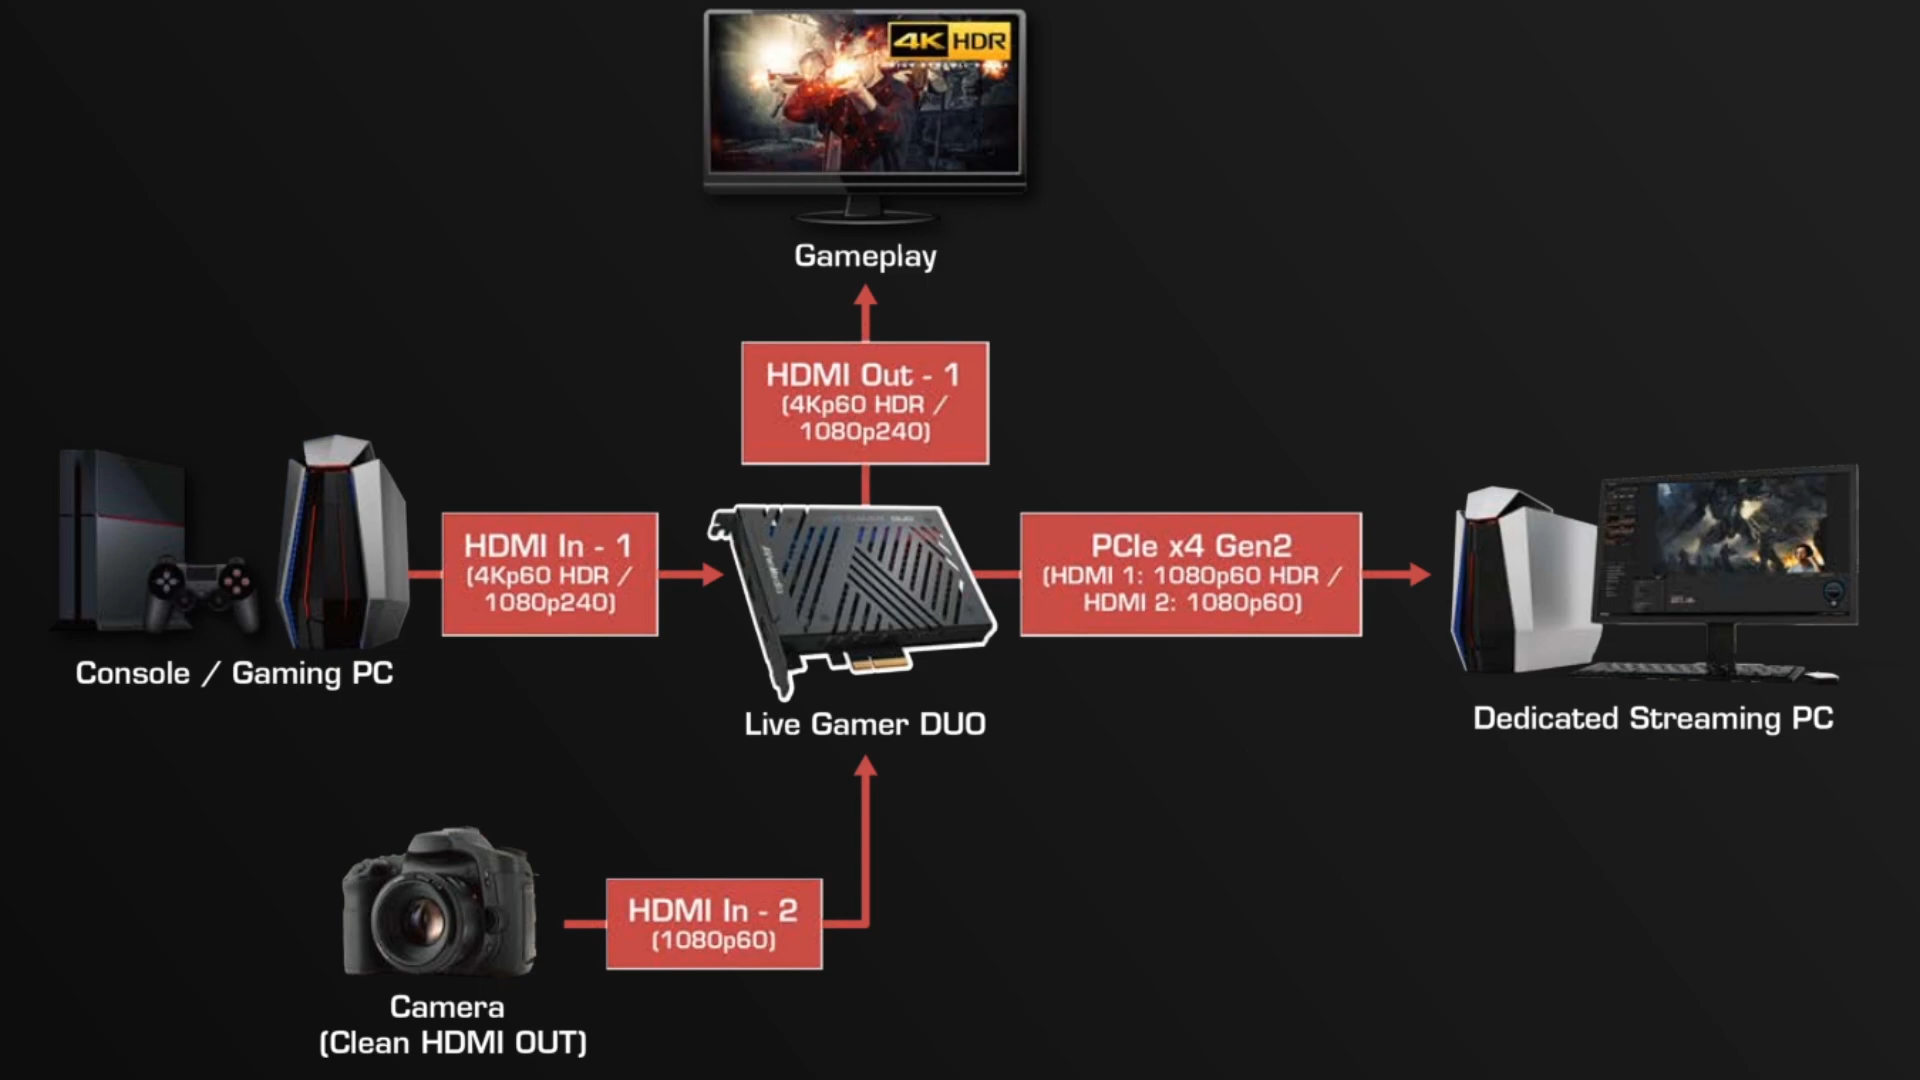 4K HDR
Gameplay
HDMI Out - 1
(4Kp60 HDR /
1080p240)
HDMI In - 1
(4Kp60 HDR /
1080p240)
PCIe x4 Gen2
(HDMI 1: 1080p60 HDR /
HDMI 2: 1080p60)
Console / Gaming PC
Live Gamer DUO
Dedicated Streaming PC
HDMI In - 2
(1080p60)
Camera
(Clean HDMI OUT)